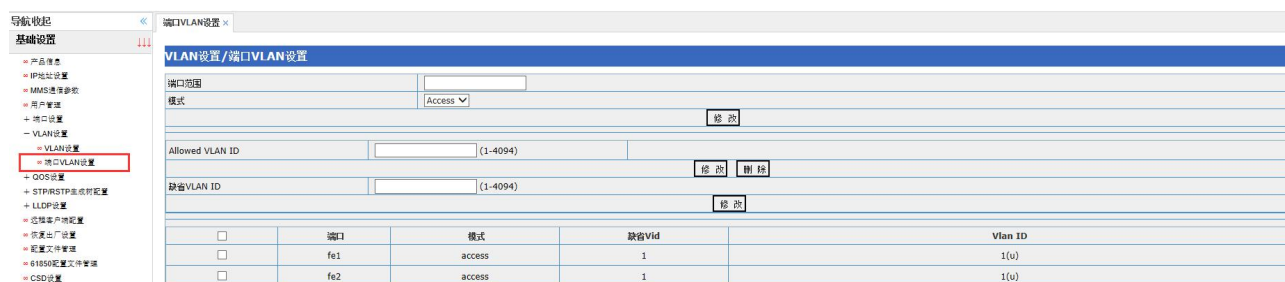 导航收起 «
端口VLAN设置 ×
基础设置 ↓↓↓
产品信息
IP地址设置
MMS通信参数
用户管理
+ 端口设置
- VLAN设置
VLAN设置
端口VLAN设置
+ QOS设置
+ STP/RSTP生成树配置
+ LLDP设置
远程客户端配置
恢复出厂设置
配置文件管理
61850配置文件管理
CSD设置
VLAN设置/端口VLAN设置
端口范围
模式 Access
修 改
Allowed VLAN ID (1-4094)
修 改 删 除
缺省VLAN ID (1-4094)
修 改
端口 模式 缺省Vid Vlan ID
fe1 access 1 1(u)
fe2 access 1 1(u)